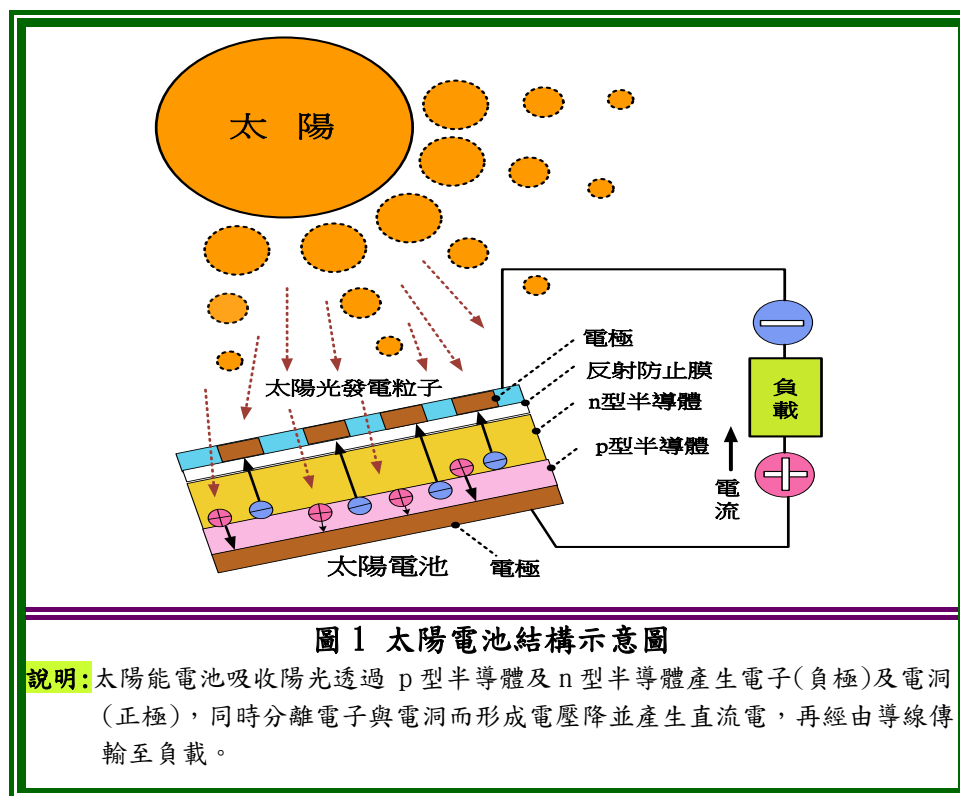 太 陽
電極
反射防止膜
n型半導體
p型半導體
太陽光發電粒子
負
載
電
流
太陽電池
電極
圖 1 太陽電池結構示意圖
說明:太陽能電池吸收陽光透過 p 型半導體及 n 型半導體產生電子(負極)及電洞
(正極)，同時分離電子與電洞而形成電壓降並產生直流電，再經由導線傳
輸至負載。